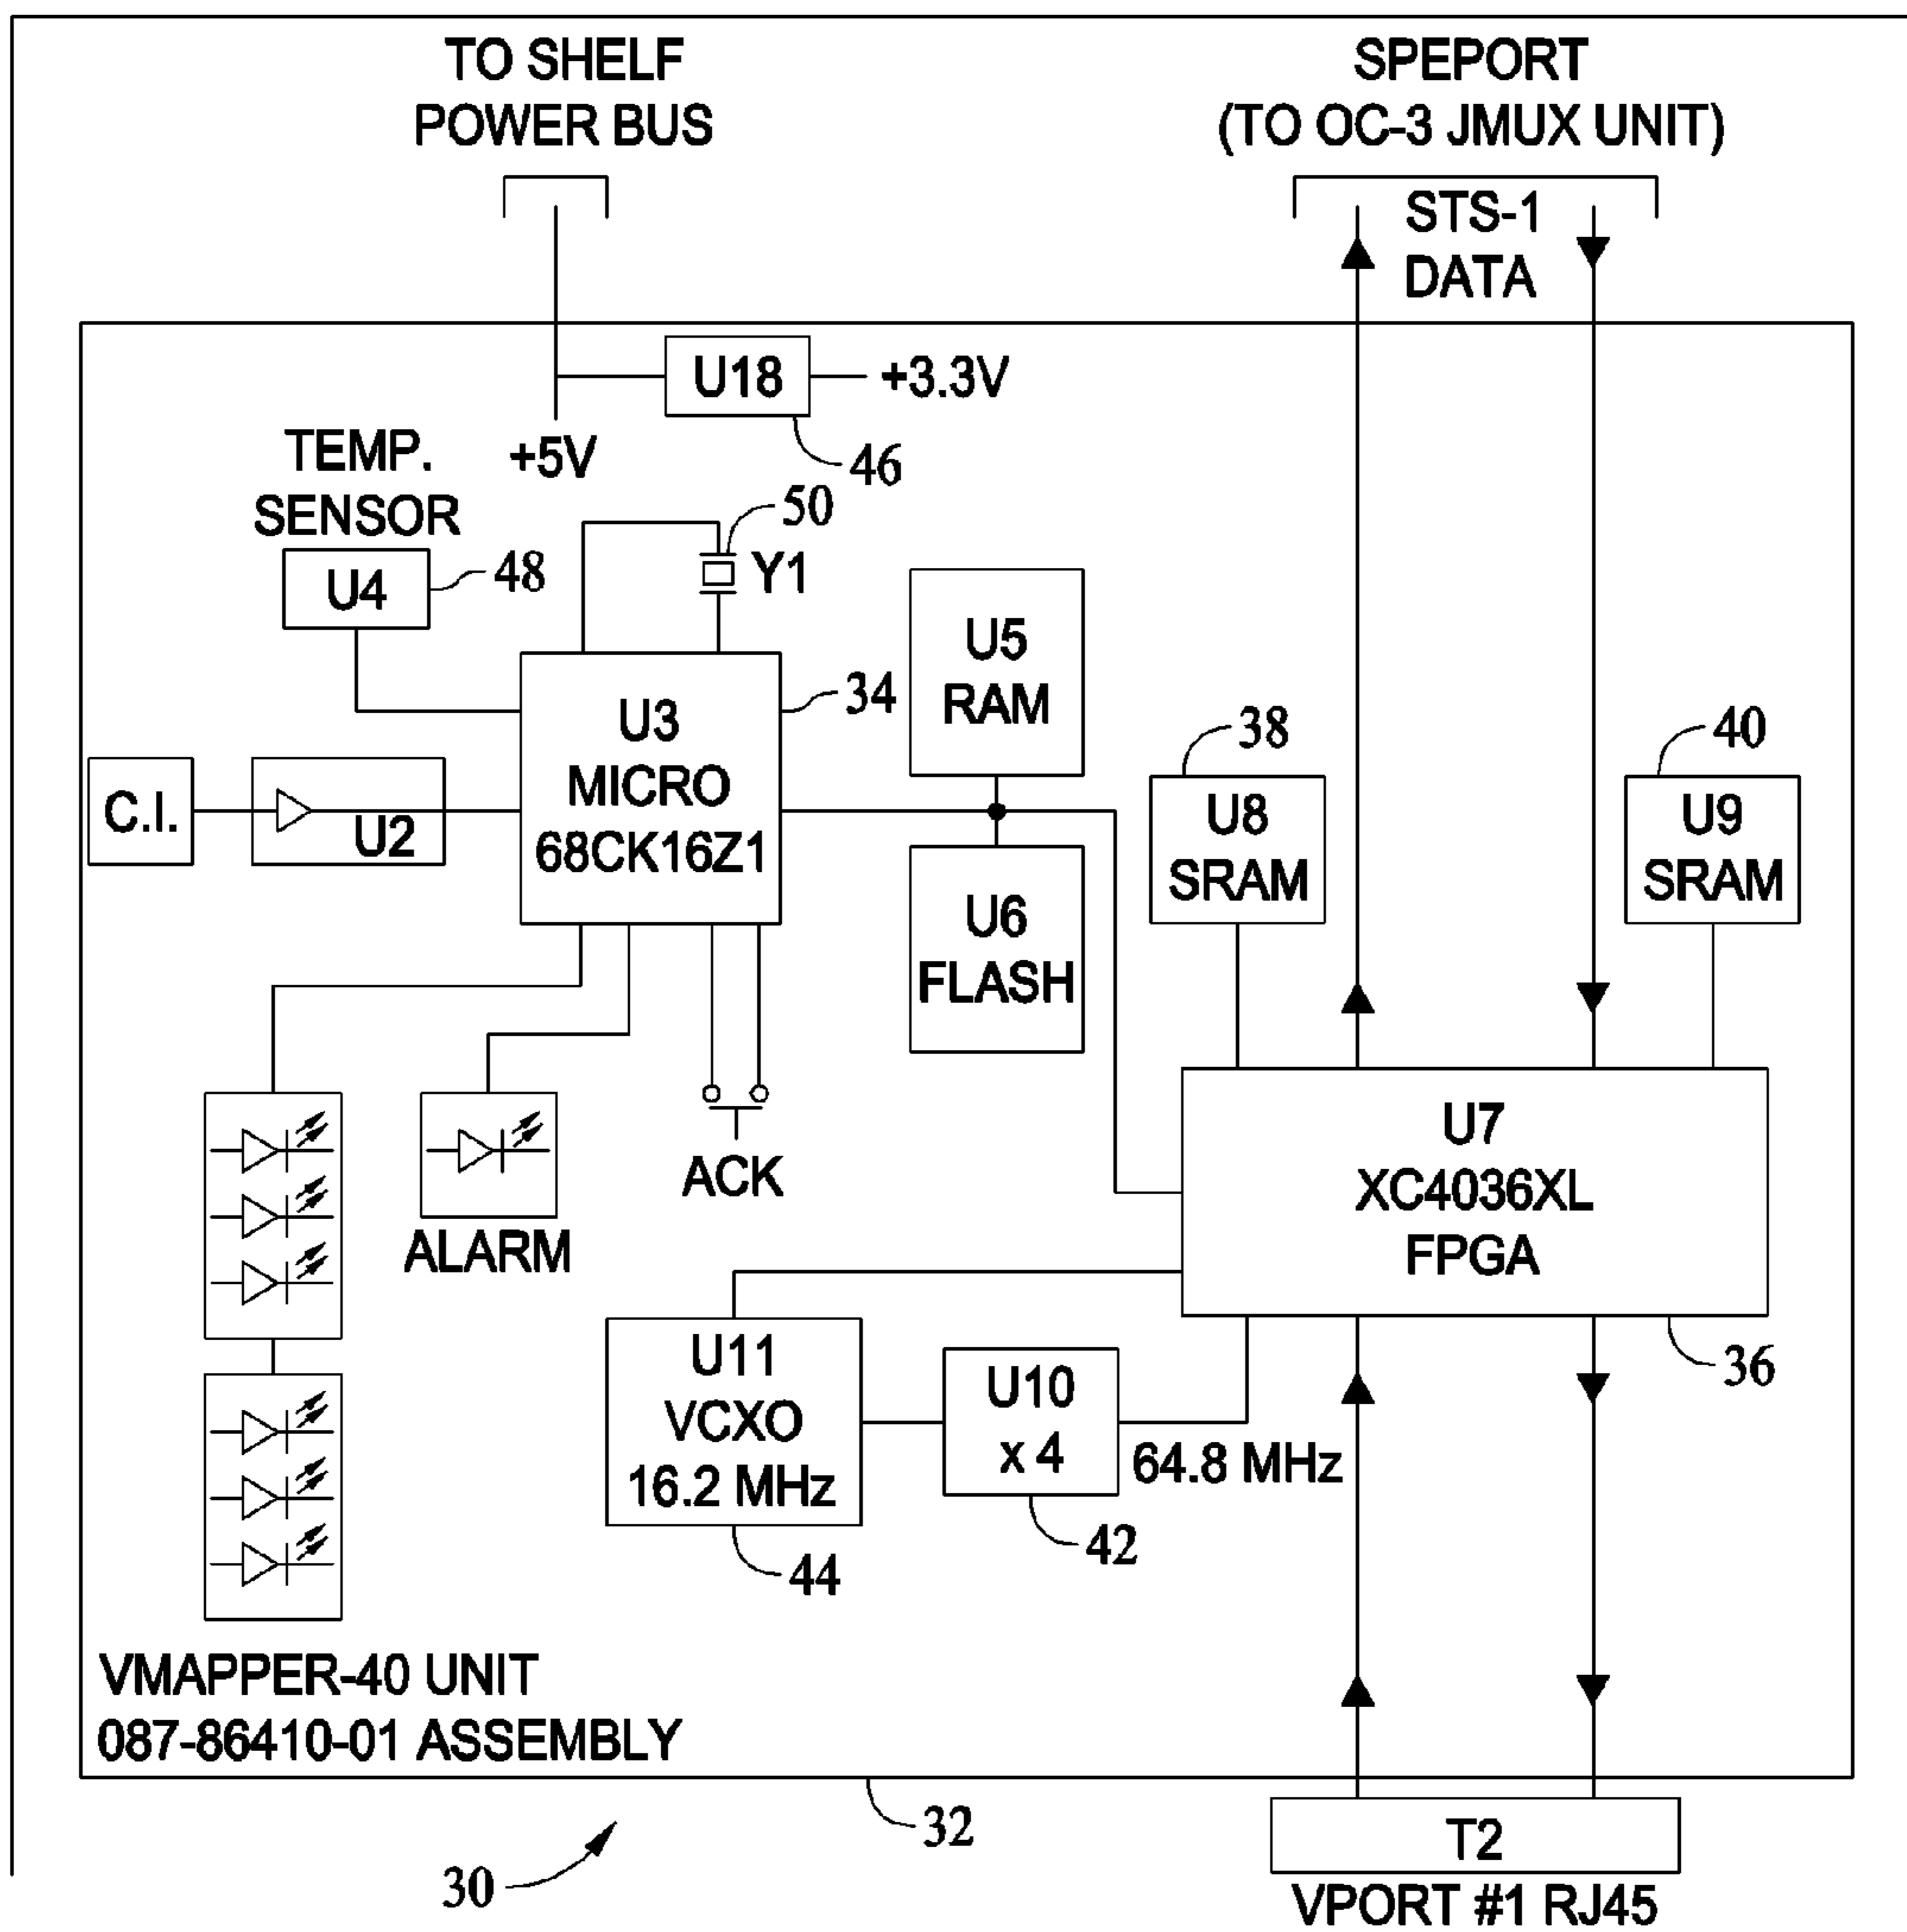 TO SHELF
POWER BUS
SPEPORT
(TO OC-3 JMUX UNIT)
STS-1
DATA
U18
+3.3V
+5V
46
TEMP.
SENSOR
U4
48
50
Y1
U3
MICRO
68CK16Z1
34
U5
RAM
C.I.
U2
U6
FLASH
38
U8
SRAM
40
U9
SRAM
ALARM
ACK
U7
XC4036XL
FPGA
36
U11
VCXO
16.2 MHz
44
U10
x 4
42
64.8 MHz
VMAPPER-40 UNIT
087-86410-01 ASSEMBLY
32
30
T2
VPORT #1 RJ45